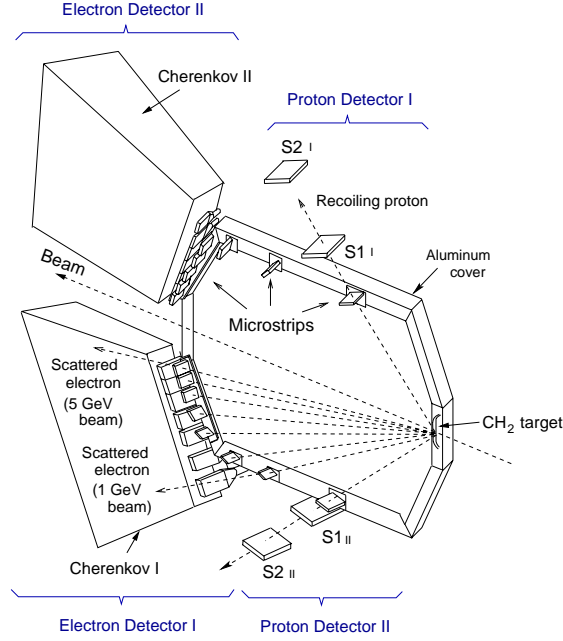 Electron Detector II
Cherenkov II
Proton Detector I
S2 I
Recoiling proton
S1 I
Aluminum
cover
Beam
Microstrips
Scattered
electron
(5 GeV
beam)
CH2 target
Scattered
electron
(1 GeV
beam)
S1 II
S2 II
Cherenkov I
Electron Detector I
Proton Detector II